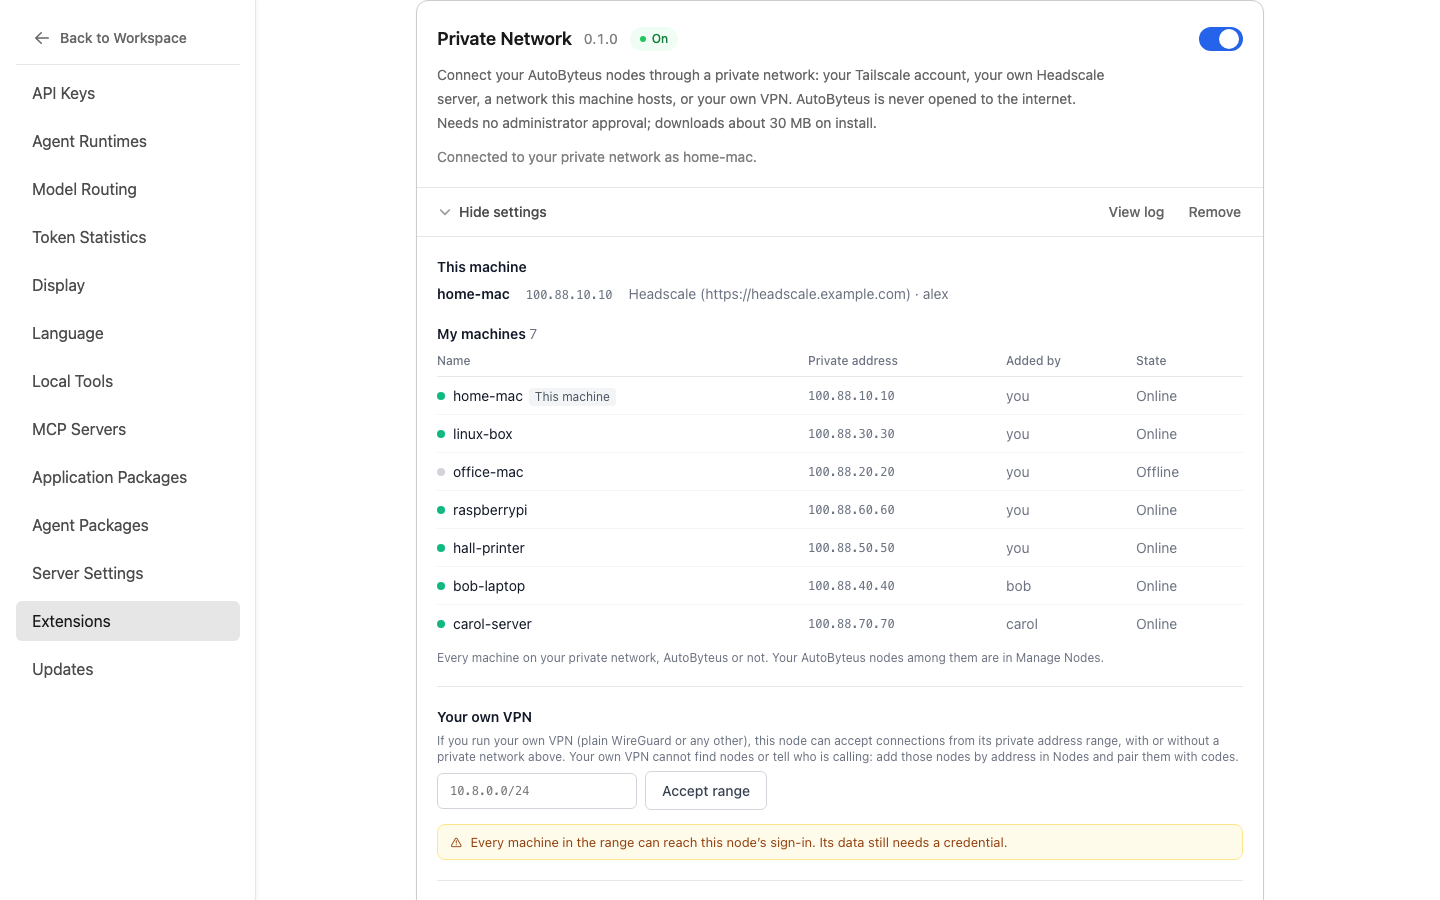 Back to Workspace
API Keys
Agent Runtimes
Model Routing
Token Statistics
Display
Language
Local Tools
MCP Servers
Application Packages
Agent Packages
Server Settings
Extensions
Updates
Private Network 0.1.0 On
Connect your AutoByteus nodes through a private network: your Tailscale account, your own Headscale
server, a network this machine hosts, or your own VPN. AutoByteus is never opened to the internet.
Needs no administrator approval; downloads about 30 MB on install.
Connected to your private network as home-mac.
Hide settings View log Remove
This machine
home-mac 100.88.10.10 Headscale (https://headscale.example.com) · alex
My machines 7
Name Private address Added by State
home-mac This machine 100.88.10.10 you Online
linux-box 100.88.30.30 you Online
office-mac 100.88.20.20 you Offline
raspberrypi 100.88.60.60 you Online
hall-printer 100.88.50.50 you Online
bob-laptop 100.88.40.40 bob Online
carol-server 100.88.70.70 carol Online
Every machine on your private network, AutoByteus or not. Your AutoByteus nodes among them are in Manage Nodes.
Your own VPN
If you run your own VPN (plain WireGuard or any other), this node can accept connections from its private address range, with or without a
private network above. Your own VPN cannot find nodes or tell who is calling: add those nodes by address in Nodes and pair them with codes.
10.8.0.0/24 Accept range
Every machine in the range can reach this node's sign-in. Its data still needs a credential.